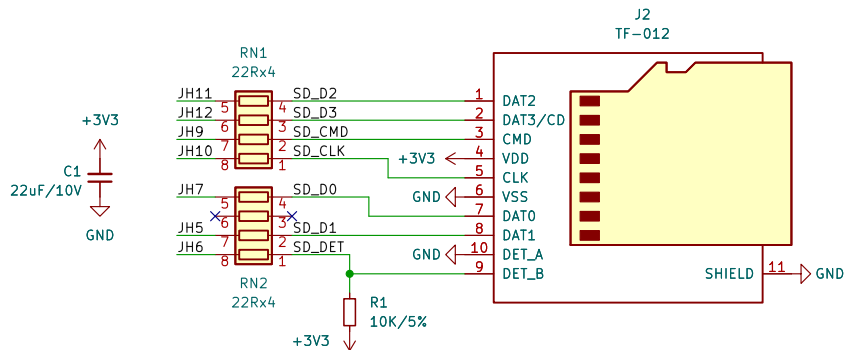 J2
TF-012
RN1
22Rx4
JH11 5 4 SD_D2 1 DAT2
JH12 6 3 SD_D3 2 DAT3/CD
JH9 7 2 SD_CMD 3 CMD
JH10 8 1 SD_CLK +3V3 4 VDD
5 CLK
+3V3
C1
22uF/10V
GND
JH7 5 4 SD_D0 GND 6 VSS
6 3 7 DAT0
JH5 7 2 SD_D1 8 DAT1
JH6 8 1 SD_DET GND 10 DET_A
9 DET_B
SHIELD 11 GND
RN2
22Rx4
R1
10K/5%
+3V3